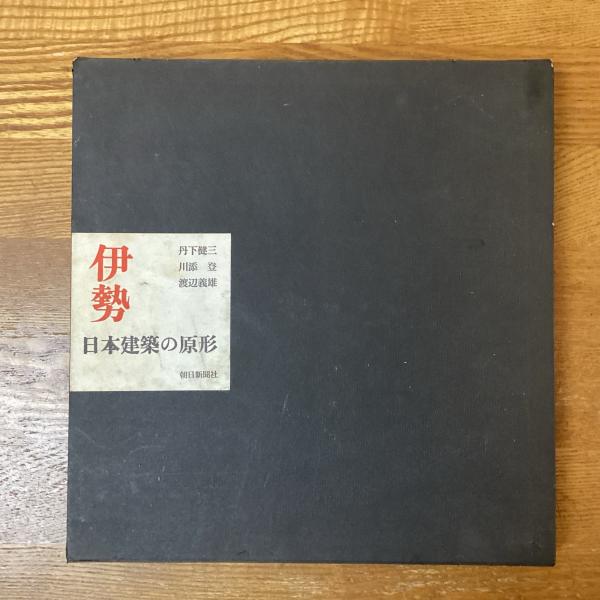 伊勢
日本建築の原形
丹下健三
川添 登
渡辺義雄
朝日新聞社